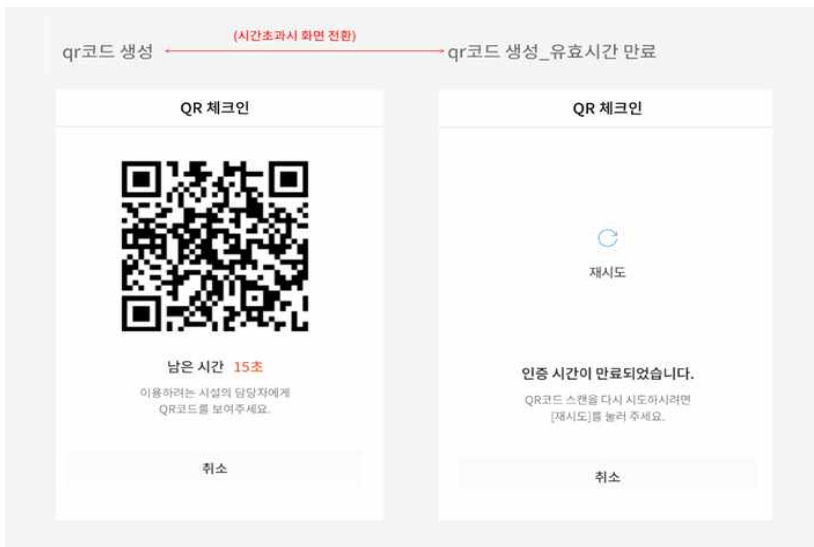 (시간초과시 화면 전환)
qr코드 생성
qr코드 생성_유효시간 만료
QR 체크인
남은 시간 15초
이용하려는 시설의 담당자에게
QR코드를 보여주세요.
취소
QR 체크인
재시도
인증 시간이 만료되었습니다.
QR코드 스캔을 다시 시도하시려면
[재시도]를 눌러 주세요.
취소